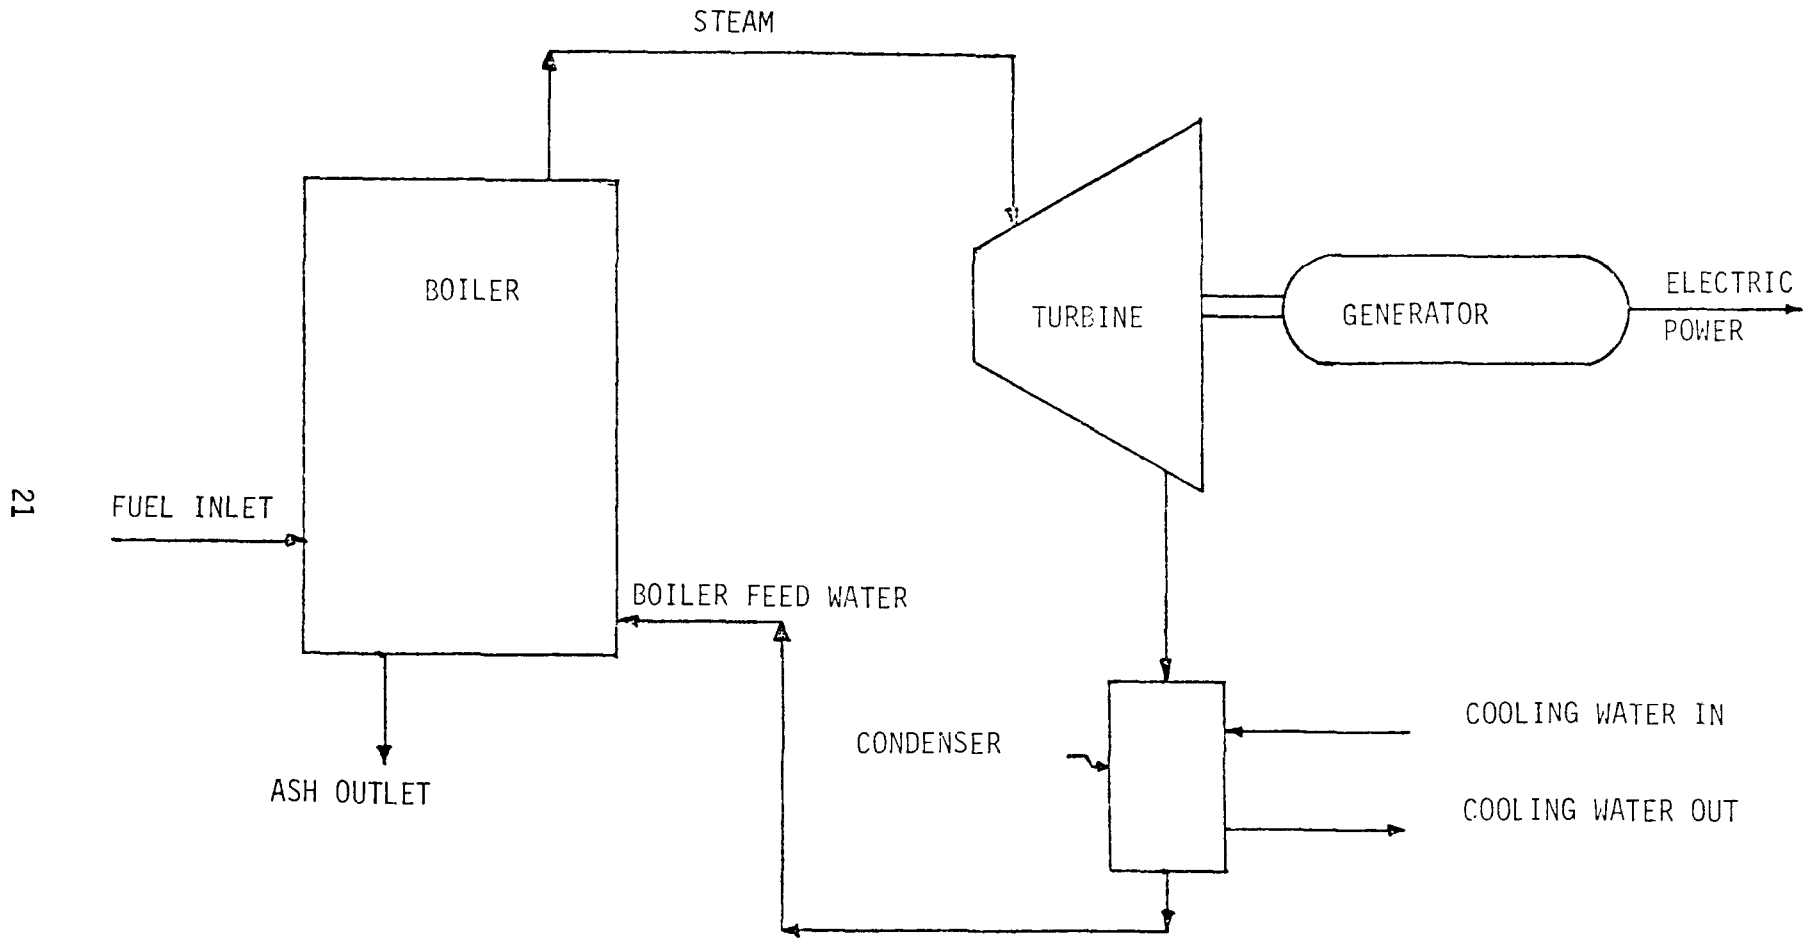 STEAM
BOILER
TURBINE
GENERATOR
ELECTRIC
POWER
21
FUEL INLET
BOILER FEED WATER
ASH OUTLET
CONDENSER
COOLING WATER IN
COOLING WATER OUT